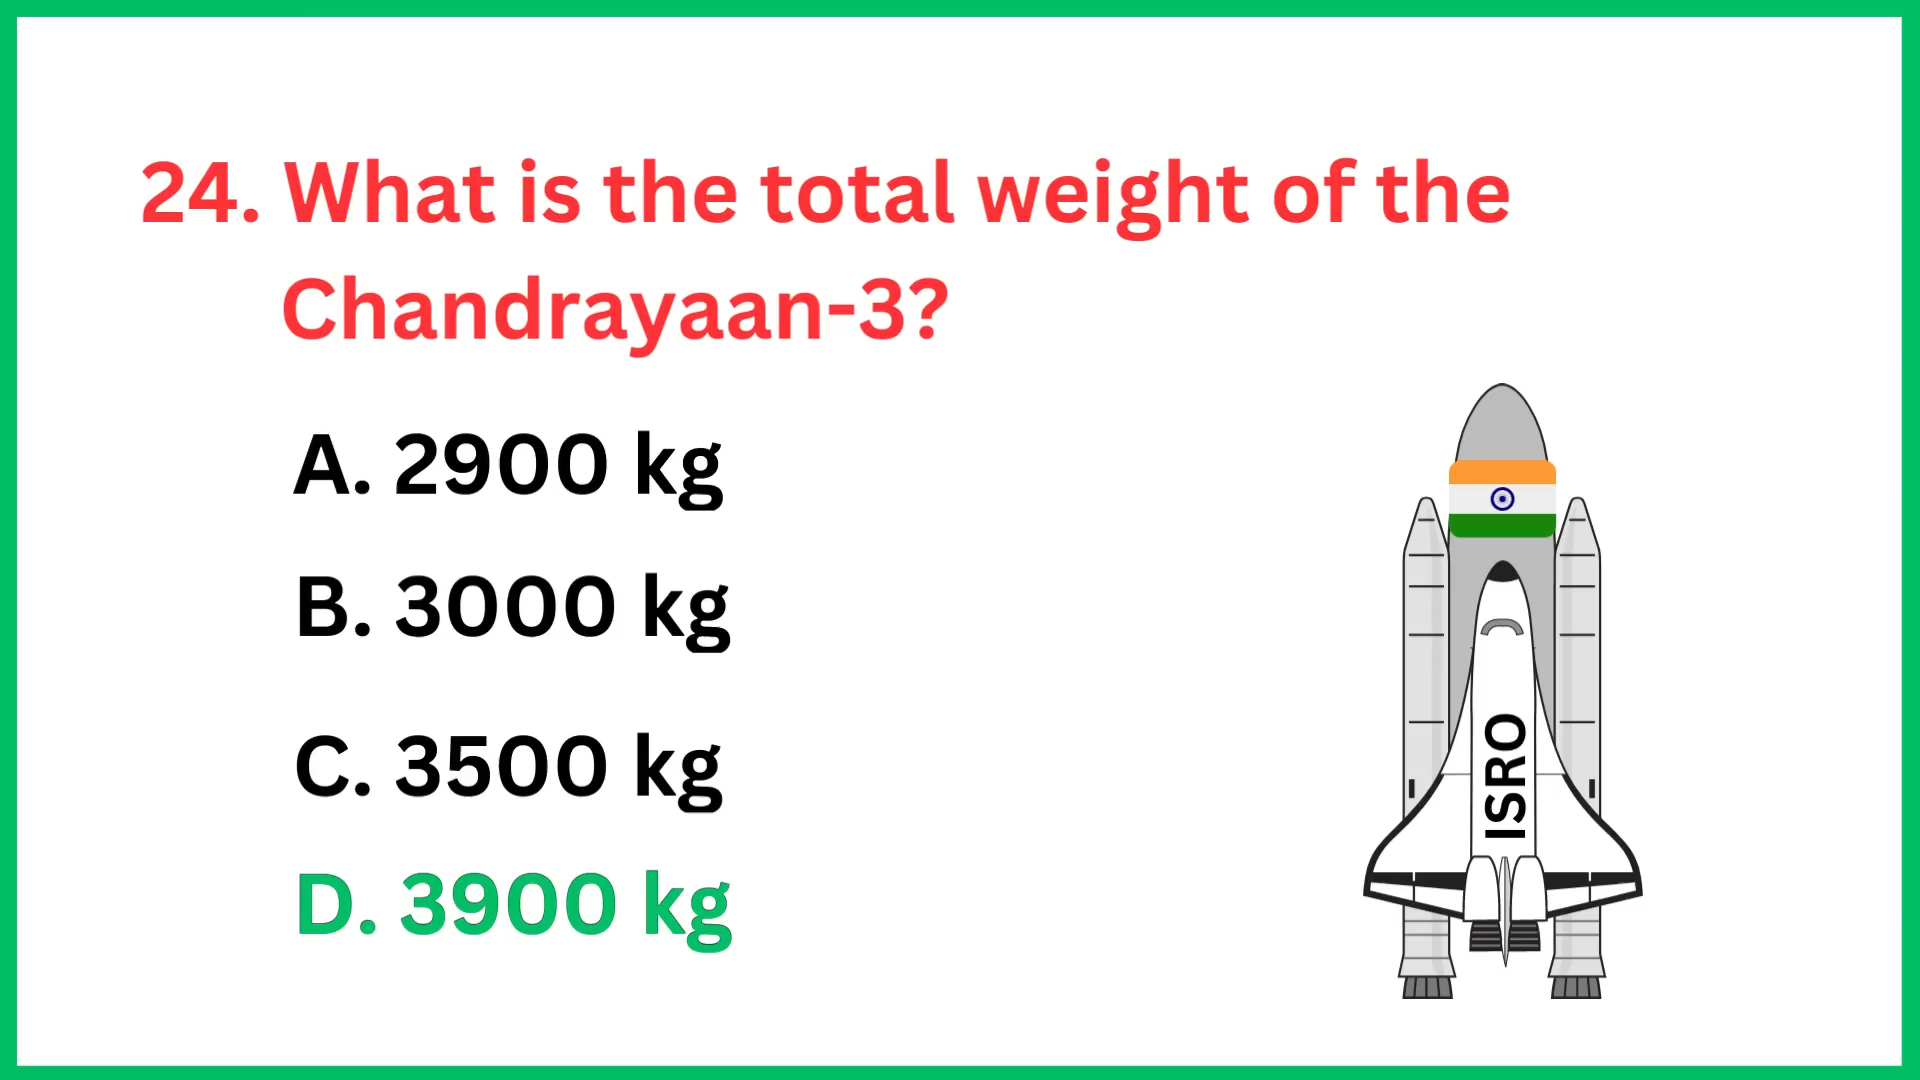 24. What is the total weight of the
Chandrayaan-3?
A. 2900 kg
B. 3000 kg
C. 3500 kg
D. 3900 kg
ISRO